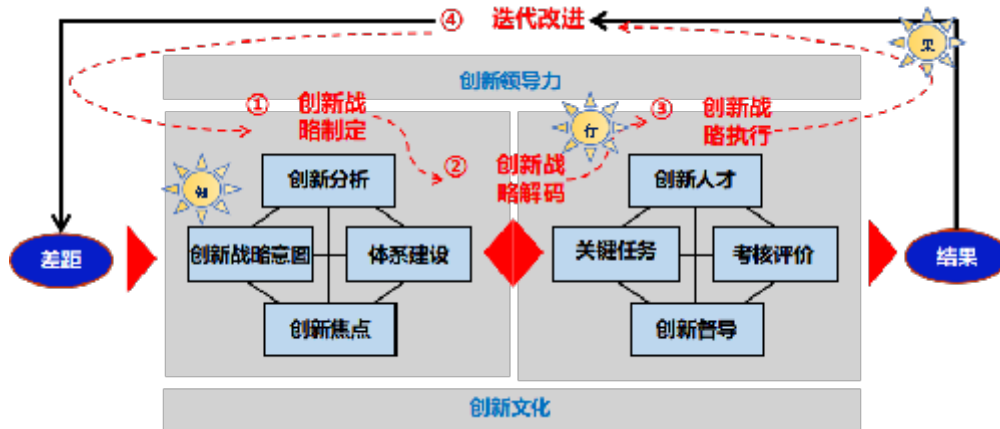 ④ 迭代改进
果
创新领导力
① 创新战
略制定
行
③ 创新战
略执行
② 创新战
略解码
知
创新分析
创新战略意图
体系建设
创新焦点
创新人才
关键任务
考核评价
创新督导
差距
结果
创新文化